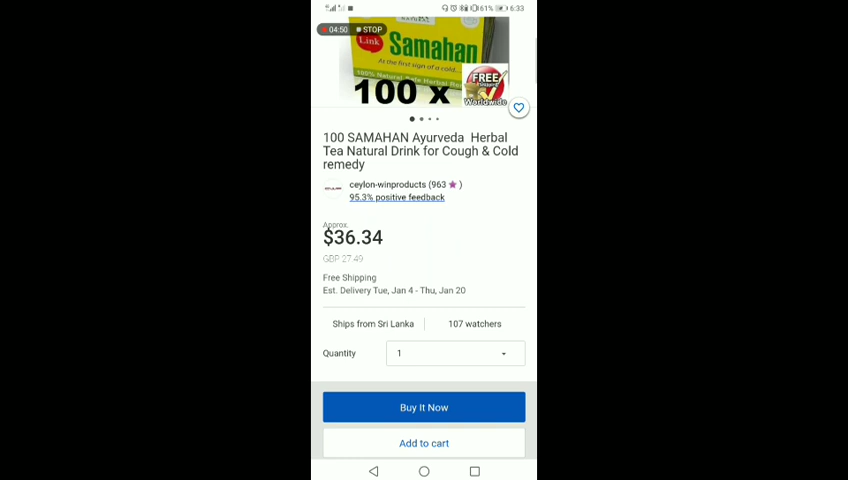 61%
6:33
04:50 STOP
Link
Samahan
At the first sign of a cold...
FREE
Worldwide
100 x
100 SAMAHAN Ayurveda Herbal
Tea Natural Drink for Cough & Cold
remedy
ceylon-winproducts (963 ★ )
95.3% positive feedback
Approx.
$36.34
GBP 27.49
Free Shipping
Est. Delivery Tue, Jan 4 - Thu, Jan 20
Ships from Sri Lanka
107 watchers
Quantity
1
Buy It Now
Add to cart